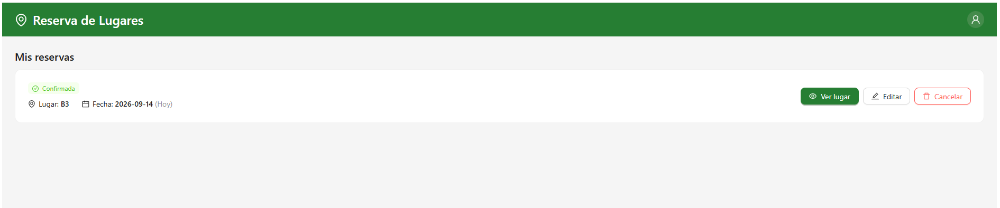 Reserva de Lugares
Mis reservas
Confirmada
Lugar: B3 Fecha: 2026-09-14 (Hoy)
Ver lugar Editar Cancelar